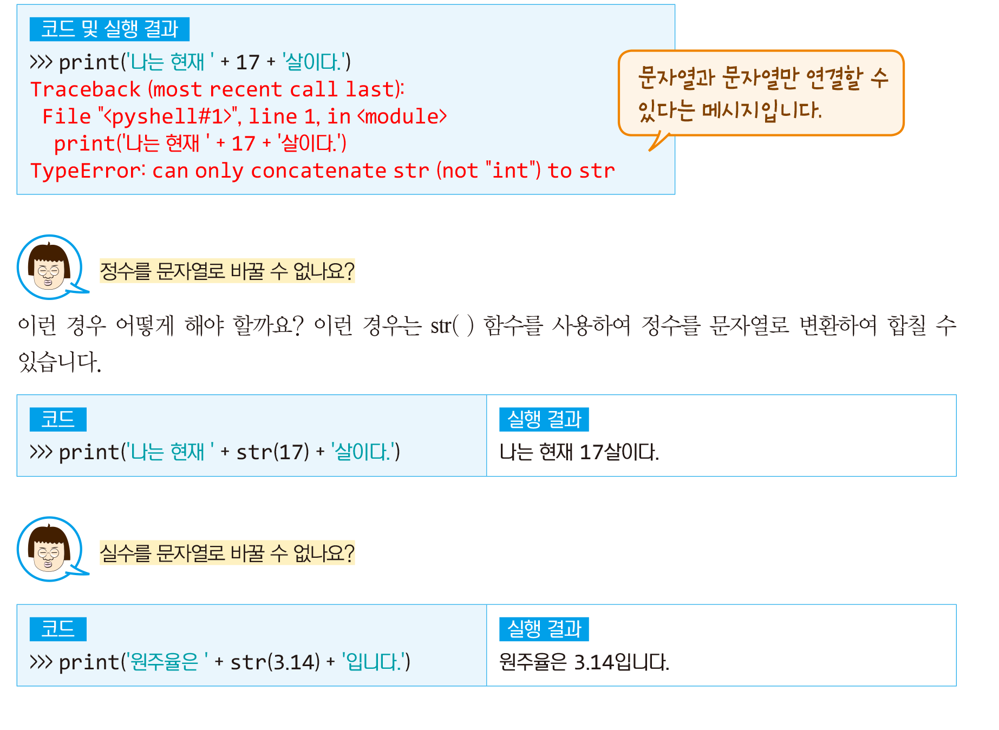 코드 및 실행 결과
>>> print('나는 현재 ' + 17 + '살이다.')
Traceback (most recent call last):
  File "<pyshell#1>", line 1, in <module>
    print('나는 현재 ' + 17 + '살이다.')
TypeError: can only concatenate str (not "int") to str
문자열과 문자열만 연결할 수
있다는 메시지입니다.
정수를 문자열로 바꿀 수 없나요?
이런 경우 어떻게 해야 할까요? 이런 경우는 str( ) 함수를 사용하여 정수를 문자열로 변환하여 합칠 수
있습니다.
코드
>>> print('나는 현재 ' + str(17) + '살이다.')
실행 결과
나는 현재 17살이다.
실수를 문자열로 바꿀 수 없나요?
코드
>>> print('원주율은 ' + str(3.14) + '입니다.')
실행 결과
원주율은 3.14입니다.